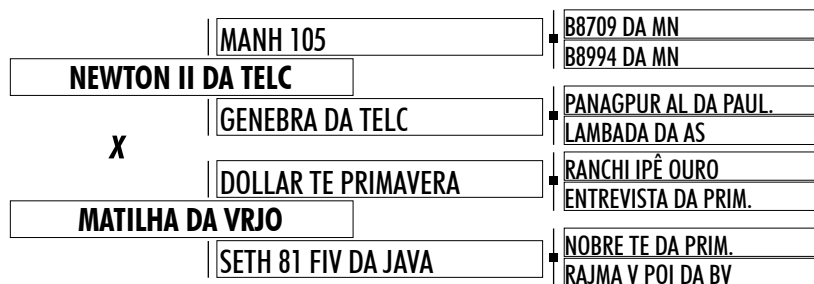 MANH 105
B8709 DA MN
B8994 DA MN
NEWTON II DA TELC
GENEBRA DA TELC
PANAGPUR AL DA PAUL.
LAMBADA DA AS
X
DOLLAR TE PRIMAVERA
RANCHI IPÊ OURO
ENTREVISTA DA PRIM.
MATILHA DA VRJO
SETH 81 FIV DA JAVA
NOBRE TE DA PRIM.
RAJMA V POI DA BV